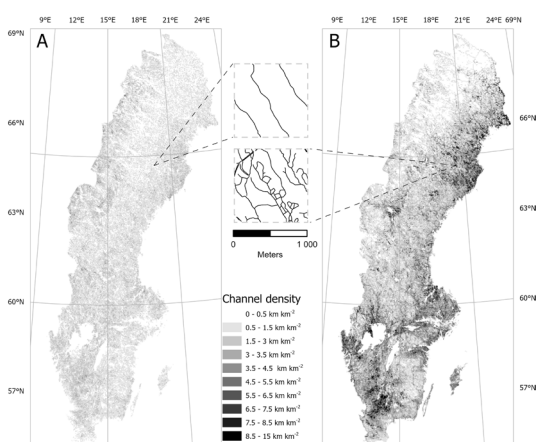 9°E 12°E 15°E 18°E 21°E
9°E 12°E 15°E 18°E 21°E 24°E 69°N
69°N
A
B
66°N
66°N
63°N
63°N
0 500 1 000
Meters
60°N
60°N
Channel density
0 - 0.5 km km⁻²
0.5 - 1.5 km km⁻²
1.5 - 3 km km⁻²
3 - 3.5 km km⁻²
3.5 - 4.5 km km⁻²
4.5 - 5.5 km km⁻²
5.5 - 6.5 km km⁻²
6.5 - 7.5 km km⁻²
7.5 - 8.5 km km⁻²
8.5 - 15 km km⁻²
57°N
57°N